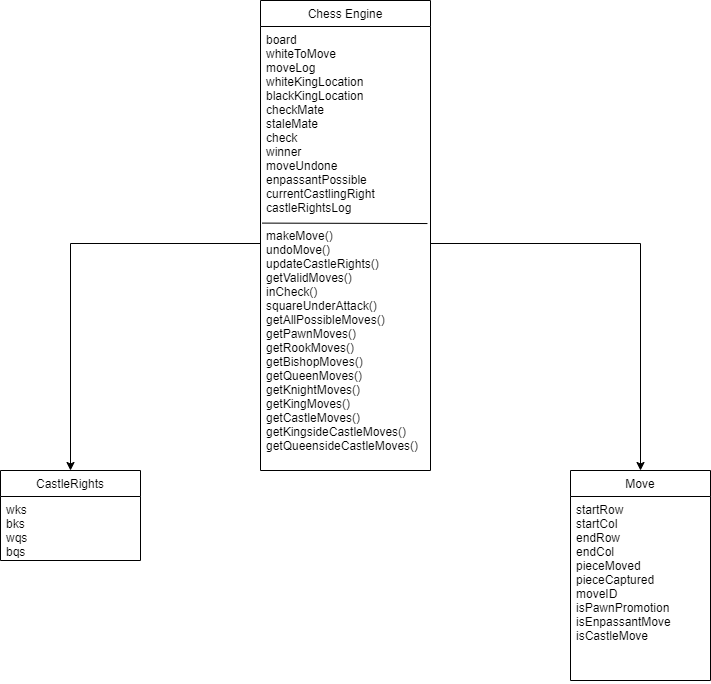 Chess Engine
board
whiteToMove
moveLog
whiteKingLocation
blackKingLocation
checkMate
staleMate
check
winner
moveUndone
enpassantPossible
currentCastlingRight
castleRightsLog
makeMove()
undoMove()
updateCastleRights()
getValidMoves()
inCheck()
squareUnderAttack()
getAllPossibleMoves()
getPawnMoves()
getRookMoves()
getBishopMoves()
getQueenMoves()
getKnightMoves()
getKingMoves()
getCastleMoves()
getKingsideCastleMoves()
getQueensideCastleMoves()
CastleRights
wks
bks
wqs
bqs
Move
startRow
startCol
endRow
endCol
pieceMoved
pieceCaptured
moveID
isPawnPromotion
isEnpassantMove
isCastleMove